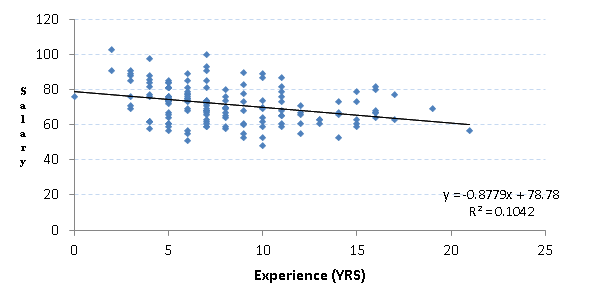 120
100
80
60
40
20
0
Salary
y = -0.8779x + 78.78
R² = 0.1042
0 5 10 15 20 25
Experience (YRS)